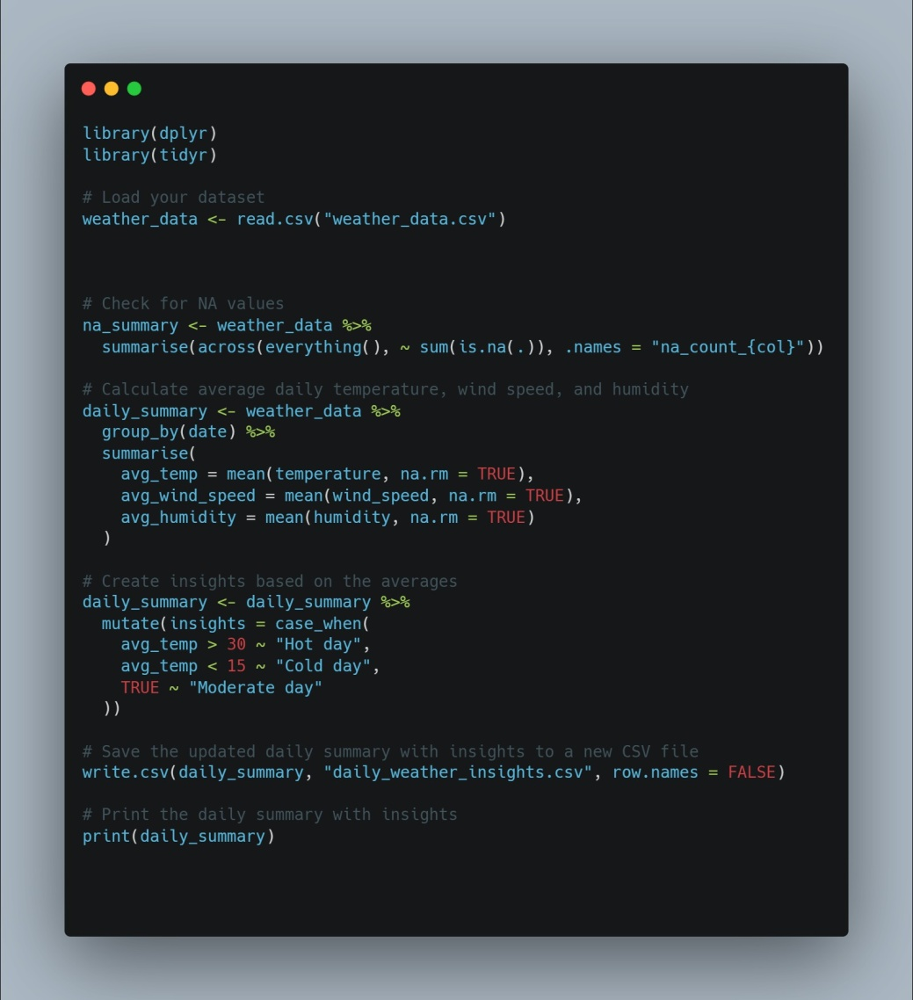 library(dplyr)
library(tidyr)
# Load your dataset
weather_data <- read.csv("weather_data.csv")
# Check for NA values
na_summary <- weather_data %>%
  summarise(across(everything(), ~ sum(is.na(.)), .names = "na_count_{col}"))
# Calculate average daily temperature, wind speed, and humidity
daily_summary <- weather_data %>%
  group_by(date) %>%
  summarise(
    avg_temp = mean(temperature, na.rm = TRUE),
    avg_wind_speed = mean(wind_speed, na.rm = TRUE),
    avg_humidity = mean(humidity, na.rm = TRUE)
  )
# Create insights based on the averages
daily_summary <- daily_summary %>%
  mutate(insights = case_when(
    avg_temp > 30 ~ "Hot day",
    avg_temp < 15 ~ "Cold day",
    TRUE ~ "Moderate day"
  ))
# Save the updated daily summary with insights to a new CSV file
write.csv(daily_summary, "daily_weather_insights.csv", row.names = FALSE)
# Print the daily summary with insights
print(daily_summary)